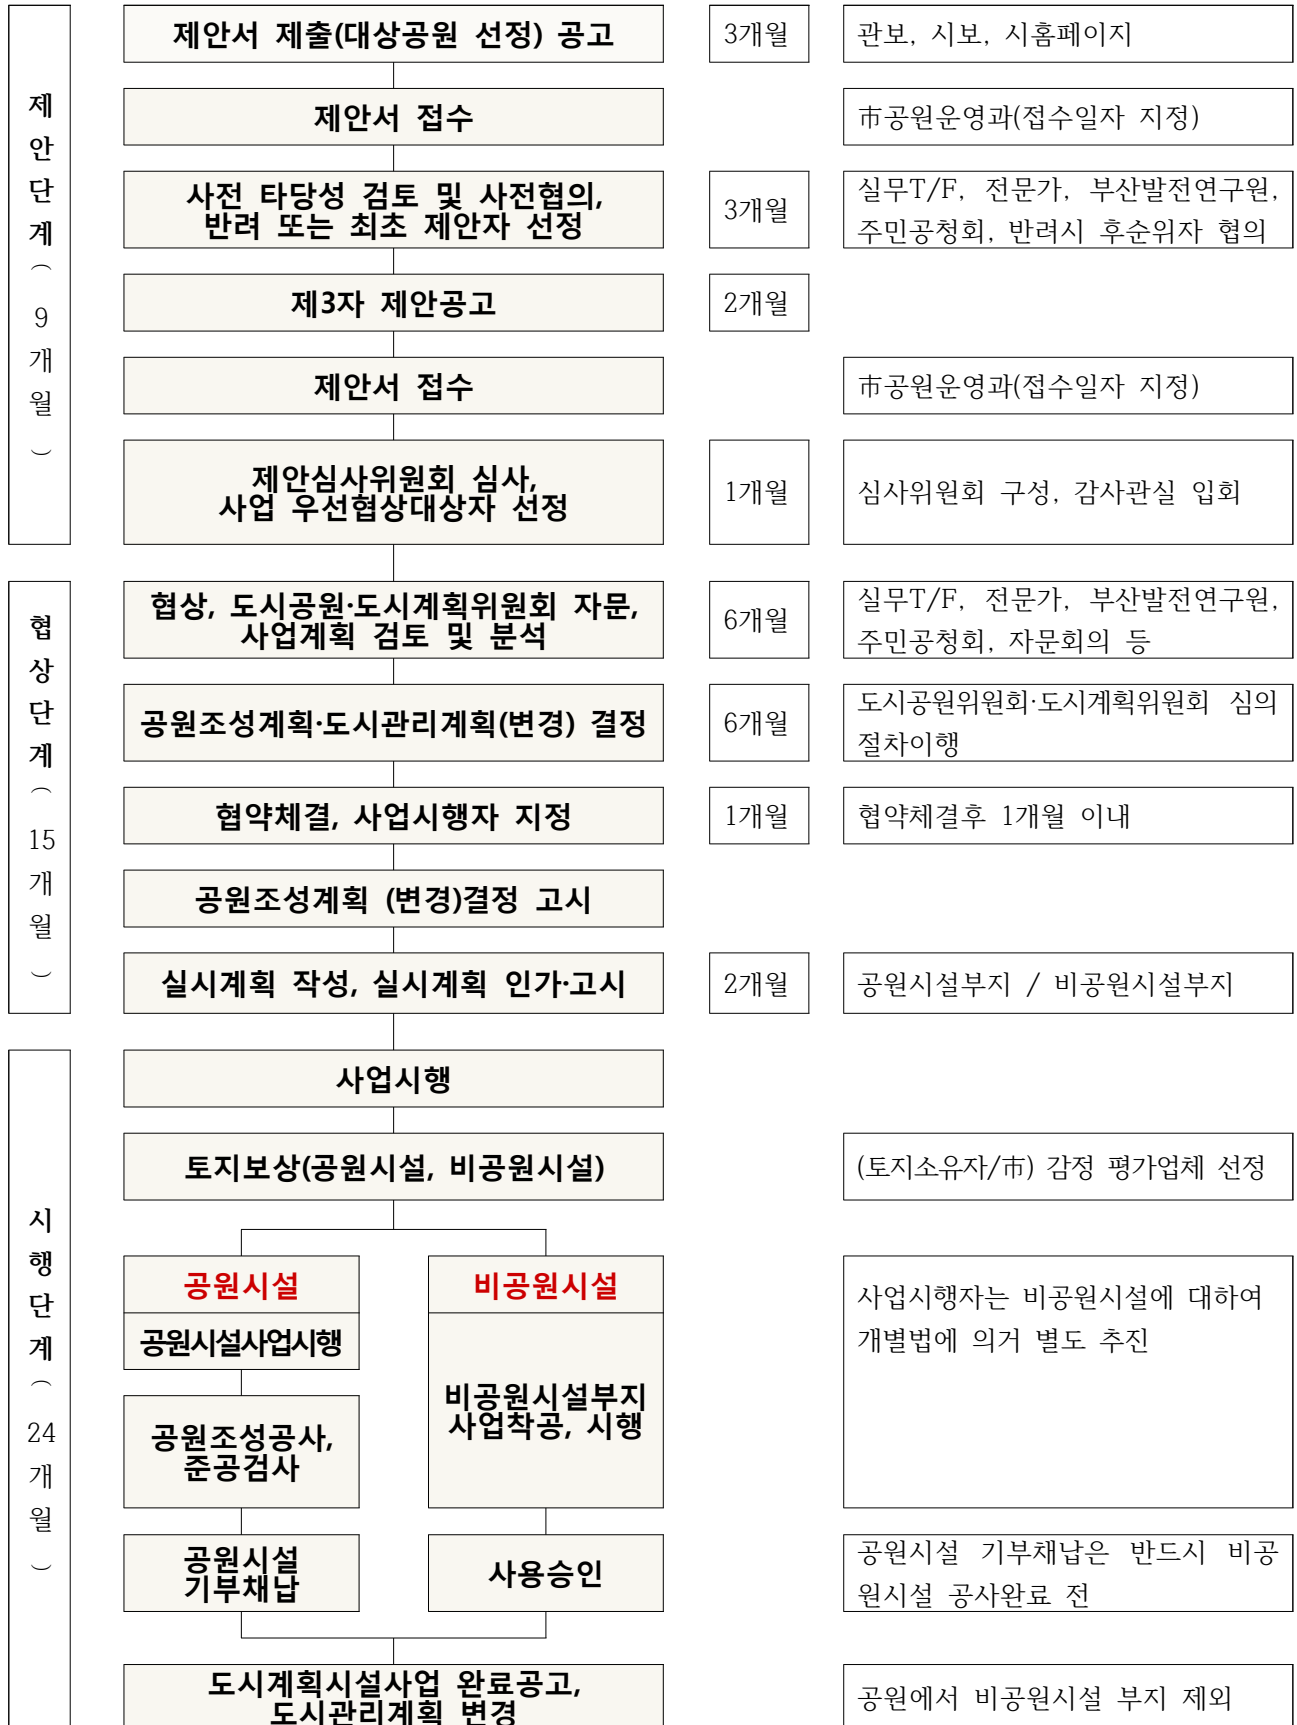 제안단계(9개월)
제안서 제출(대상공원 선정) 공고
3개월
관보, 시보, 시홈페이지
제안서 접수
市공원운영과(접수일자 지정)
사전 타당성 검토 및 사전협의,
반려 또는 최초 제안자 선정
3개월
실무T/F, 전문가, 부산발전연구원,
주민공청회, 반려시 후순위자 협의
제3자 제안공고
2개월
제안서 접수
市공원운영과(접수일자 지정)
제안심사위원회 심사,
사업 우선협상대상자 선정
1개월
심사위원회 구성, 감사관실 입회
협상단계(15개월)
협상, 도시공원·도시계획위원회 자문,
사업계획 검토 및 분석
6개월
실무T/F, 전문가, 부산발전연구원,
주민공청회, 자문회의 등
공원조성계획·도시관리계획(변경) 결정
6개월
도시공원위원회·도시계획위원회 심의
절차이행
협약체결, 사업시행자 지정
1개월
협약체결후 1개월 이내
공원조성계획 (변경)결정 고시
실시계획 작성, 실시계획 인가·고시
2개월
공원시설부지 / 비공원시설부지
시행단계(24개월)
사업시행
토지보상(공원시설, 비공원시설)
(토지소유자/市) 감정 평가업체 선정
공원시설
비공원시설
공원시설사업시행
사업시행자는 비공원시설에 대하여
개별법에 의거 별도 추진
비공원시설부지
사업착공, 시행
공원조성공사,
준공검사
공원시설
기부채납
사용승인
공원시설 기부채납은 반드시 비공
원시설 공사완료 전
도시계획시설사업 완료공고,
도시관리계획 변경
공원에서 비공원시설 부지 제외